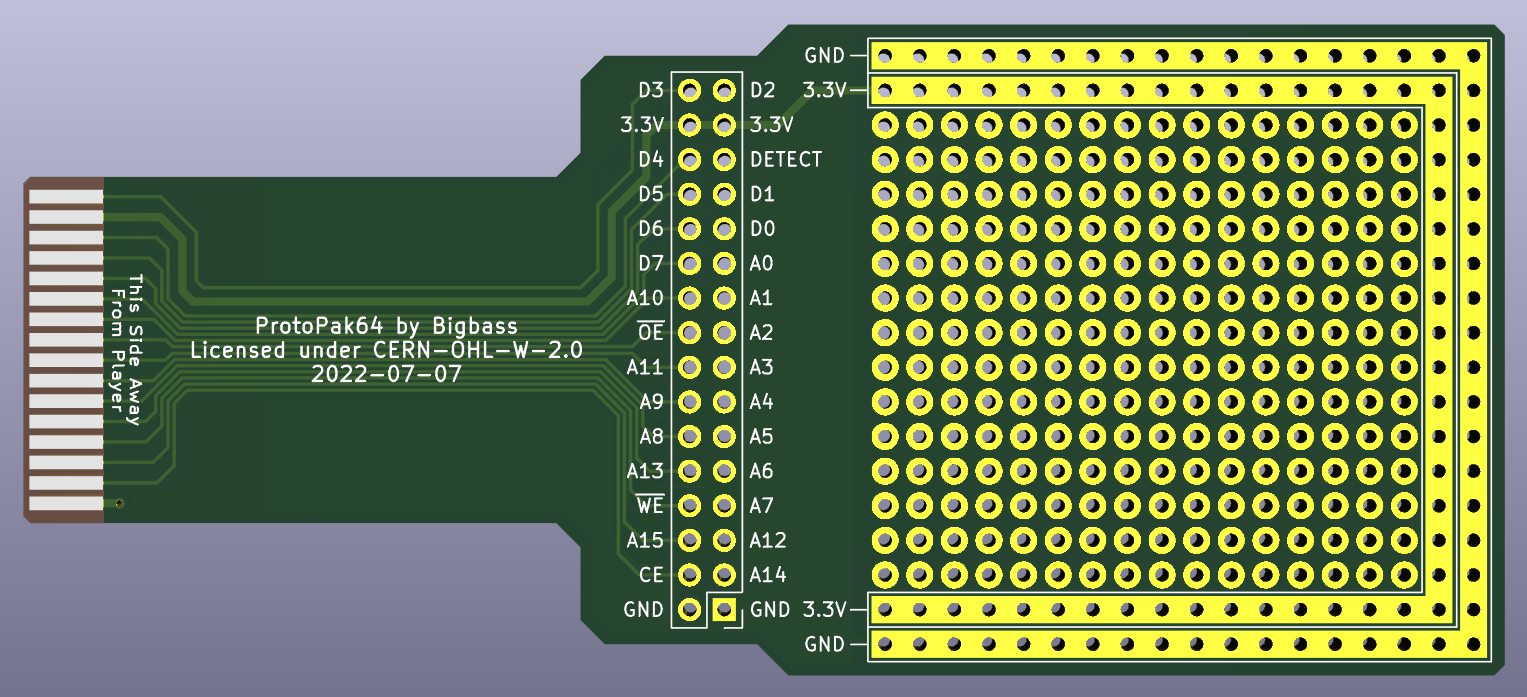 GND
D3 D2 3.3V
3.3V 3.3V
D4 DETECT
D5 D1
D6 D0
D7 A0
A10 A1
OE A2
A11 A3
A9 A4
A8 A5
A13 A6
WE A7
A15 A12
CE A14
GND GND 3.3V
GND
This Side Away
From Player
ProtoPak64 by Bigbass
Licensed under CERN-OHL-W-2.0
2022-07-07